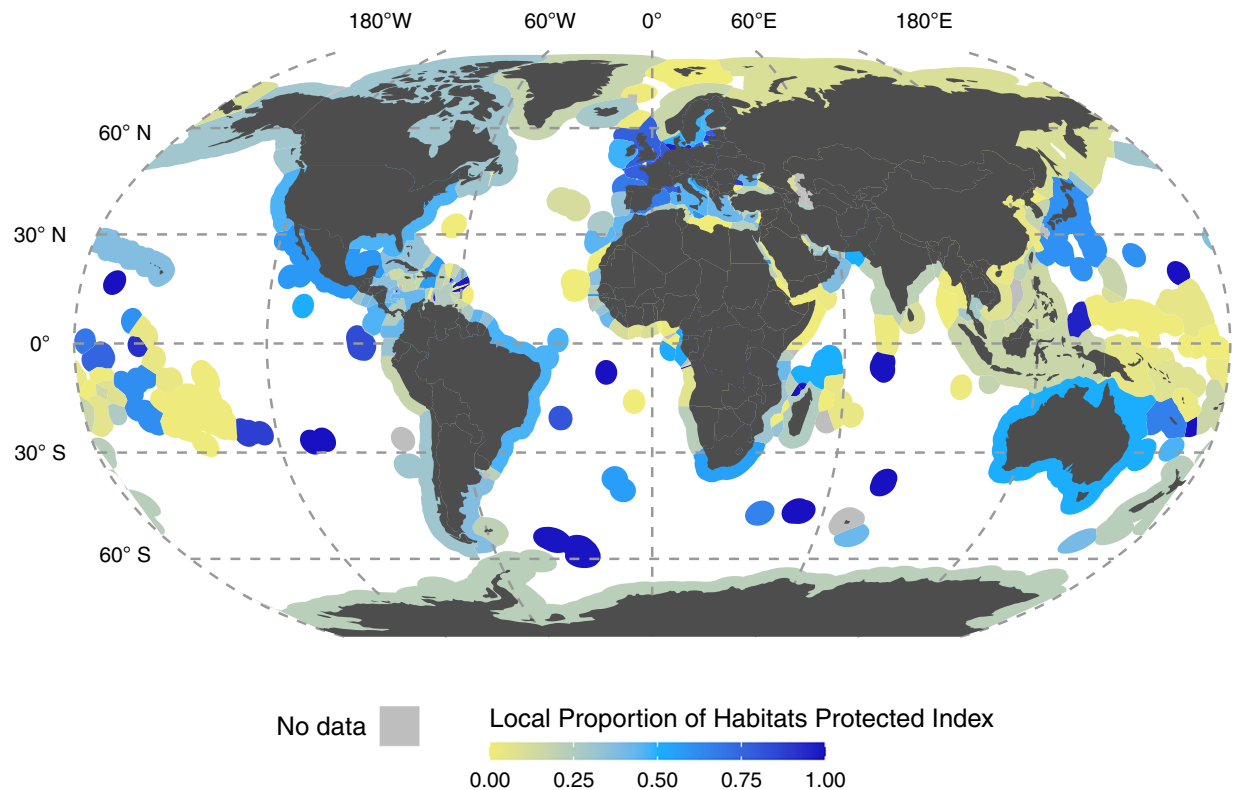 180°W 60°W 0° 60°E 180°E
60° N
30° N
0°
30° S
60° S
No data
Local Proportion of Habitats Protected Index
0.00 0.25 0.50 0.75 1.00